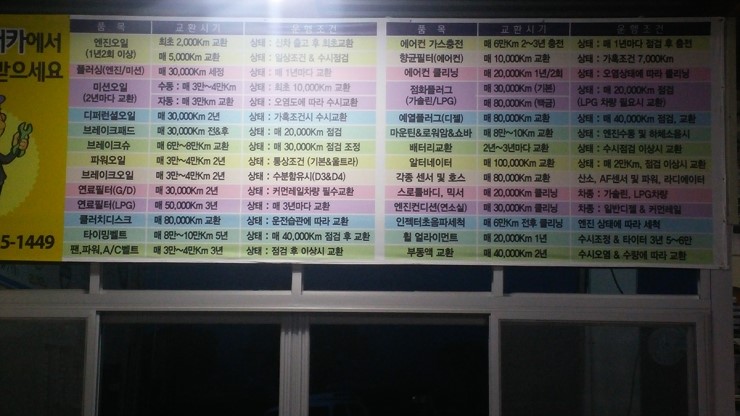 카에서
받으세요
5-1449
품 목 교환시기 운행조건
엔진오일 최초 2,000Km 교환 상태 : 신차 출고 후 최초교환
(1년2회 이상) 매 5,000Km 교환 상태 : 일상조건 & 수시점검
플러싱(엔진/미션) 매 30,000Km 세정 상태 : 매 1년마다 교환
미션오일 수동 : 매 3만~4만Km 상태 : 최초 10,000Km 교환
(2년마다 교환) 자동 : 매 3만Km 교환 상태 : 오염도에 따라 수시교환
디퍼런셜오일 매 30,000Km 2년 상태 : 가혹조건시 수시교환
브레이크패드 매 30,000Km 전&후 상태 : 매 20,000Km 점검
브레이크슈 매 6만~8만Km 교환 상태 : 매 30,000Km 점검 조정
파워오일 매 3만~4만Km 2년 상태 : 통상조건 (기본&울트라)
브레이크오일 매 3만~4만Km 2년 상태 : 수분함유시(D3&D4)
연료필터(G/D) 매 30,000Km 2년 상태 : 커먼레일차량 필수교환
연료필터(LPG) 매 50,000Km 3년 상태 : 매 3년마다 교환
클러치디스크 매 80,000Km 교환 상태 : 운전습관에 따라 교환
타이밍벨트 매 8만~10만Km 5년 상태 : 매 40,000Km 점검 후 교환
팬,파워,A/C벨트 매 3만~4만Km 3년 상태 : 점검 후 이상시 교환
품 목 교환시기 운행조건
에어컨 가스충전 매 6만Km 2~3년 충전 상태 : 매 1년마다 점검 후 충전
향균필터(에어컨) 매 10,000Km 교환 상태 : 가혹조건 7,000Km
에어컨 클리닝 매 20,000Km 1년/2회 상태 : 오염상태에 따라 클리닝
점화플러그 매 30,000Km (기본) 상태 : 매 20,000Km 점검
(가솔린/LPG) 매 80,000Km (백금) (LPG 차량 필요시 교환)
예열플러그(디젤) 매 80,000Km 교환 상태 : 매 40,000Km 점검, 교환
마운틴&로워암&쇼바 매 8만~10Km 교환 상태 : 엔진수몽 및 하체소음시
배터리교환 2년~3년마다 교환 상태 : 수시점검 이상시 교환
알터네이터 매 100,000Km 교환 상태 : 매 2만Km, 점검 이상시 교환
각종 센서 및 호스 매 80,000Km 교환 산소, AF센서 및 파워, 라디에이터
스로틀바디, 믹서 매 20,000Km 클리닝 차종 : 가솔린, LPG차량
엔진컨디션(연소실) 매 30,000Km 클리닝 차종 : 일반디젤 & 커먼레일
인젝터초음파세척 매 6만Km 전후 클리닝 엔진 상태에 따라 세척
휠 얼라이먼트 매 20,000Km 1년 수시조정 & 타이터 3년 5~6만
부동액 교환 매 40,000Km 2년 수시오염 & 수량에 따라 교환